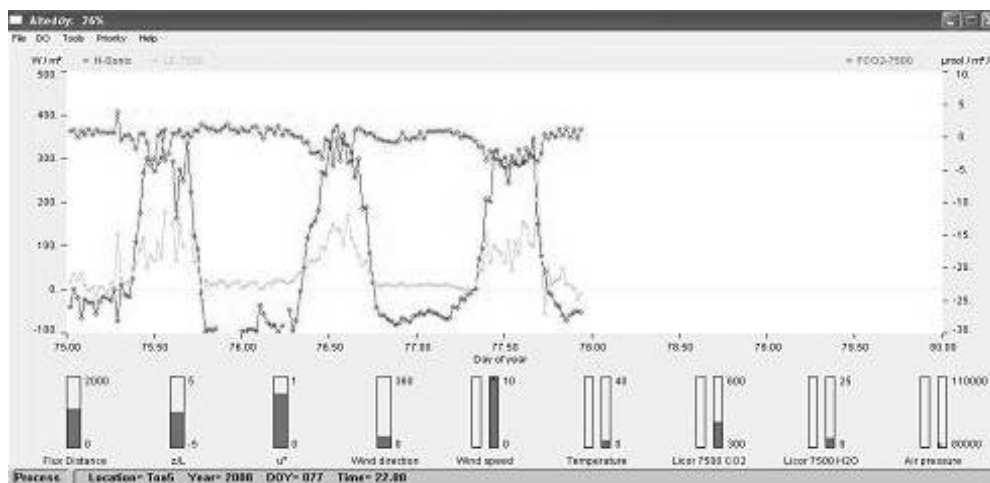 Alteddy: 26%
File DO Tools Priority Help
W / m² H-Sonic LE-7500 FCO2-7500 µmol / m² /
500. 10.
400. 5.
0.
300. -5.
200. -10.
-15.
100. -20.
0. -25.
-100. -30.
75.00 75.50 76.00 76.50 77.00 77.50 78.00 78.50 79.00 79.50 80.00
Day of year
2000 5 1 360 10 40 600 25 110000
0 -5 0 0 0 0 300 0 80000
Flux Distance z/L u* Wind direction Wind speed Temperature Licor 7500 CO2 Licor 7500 H2O Air pressure
Process Location= Toa5 Year= 2008 DOY= 077 Time= 22.00